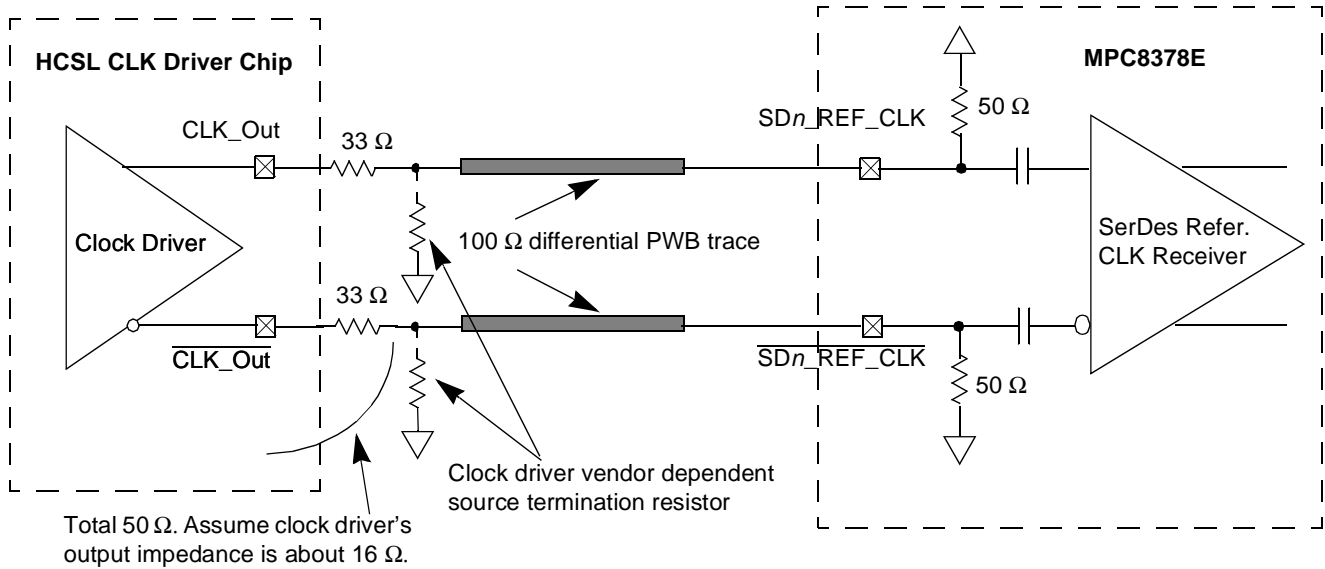 HCSL CLK Driver Chip
MPC8378E
CLK_Out
33 Ω
SDn_REF_CLK
50 Ω
Clock Driver
100 Ω differential PWB trace
SerDes Refer.
CLK Receiver
33 Ω
CLK_Out
SDn_REF_CLK
50 Ω
Clock driver vendor dependent
source termination resistor
Total 50 Ω. Assume clock driver's
output impedance is about 16 Ω.